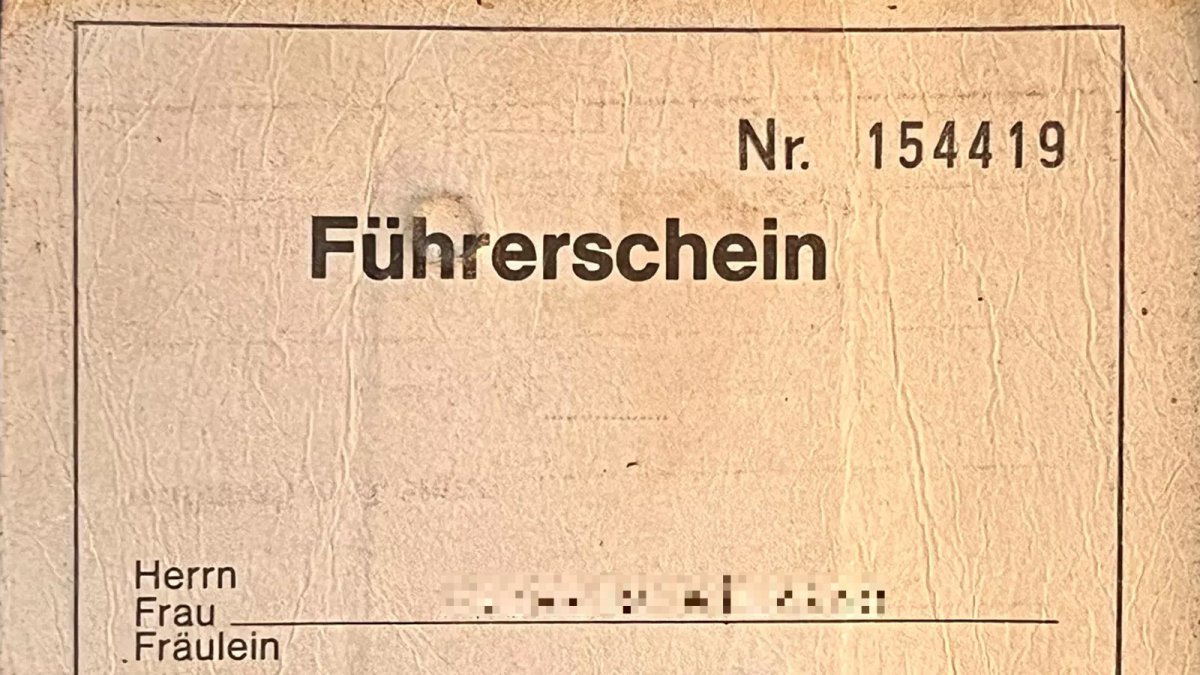 Nr. 154419
Führerschein
Herrn
Frau
Fräulein